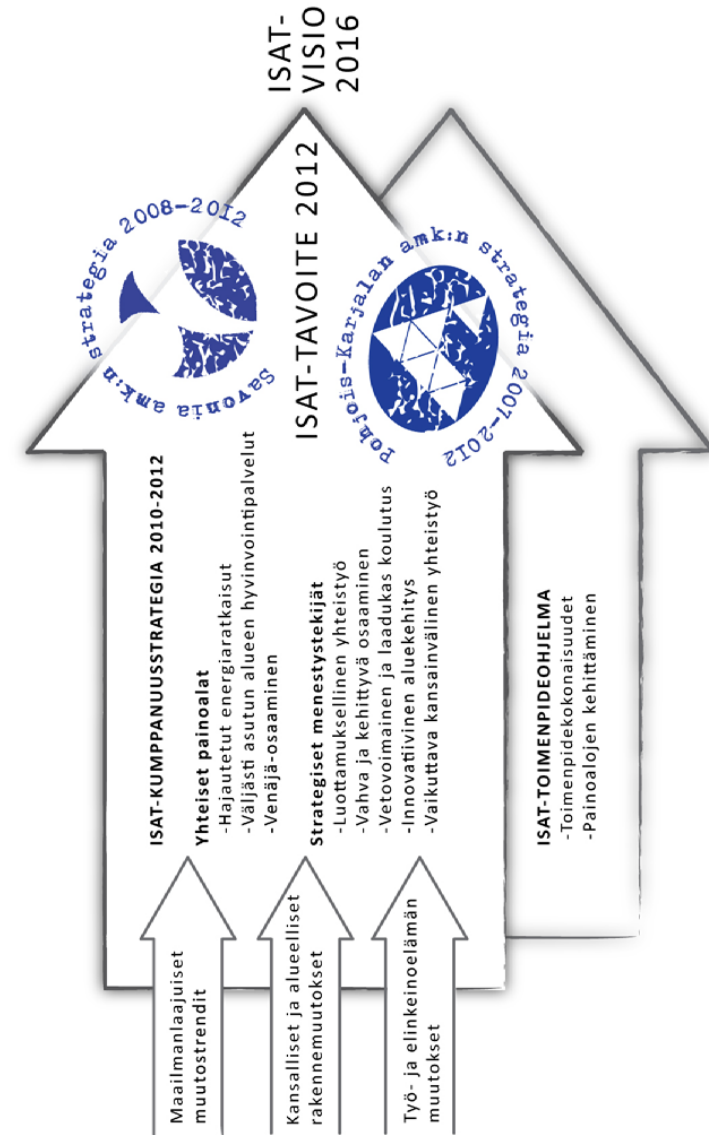 Maailmanlaajuiset
muutostrendit
Kansalliset ja alueelliset
rakennemuutokset
Työ- ja elinkeinoelämän
muutokset
ISAT-KUMPPANUUSSTRATEGIA 2010-2012
Yhteiset painoalat
-Hajautetut energiaratkaisut
-Väljästi asutun alueen hyvinvointipalvelut
-Venäjä-osaaminen
Strategiset menestystekijät
-Luottamuksellinen yhteistyö
-Vahva ja kehittyvä osaaminen
-Vetovoimainen ja laadukas koulutus
-Innovatiivinen aluekehitys
-Vaikuttava kansainvälinen yhteistyö
ISAT-TOIMENPIDEOHJELMA
-Toimenpidekokonaisuudet
-Painoalojen kehittäminen
Savonia amk:n strategia 2008-2012
ISAT-TAVOITE 2012
Pohjois-Karjalan amk:n strategia 2007-2012
ISAT-
VISIO
2016